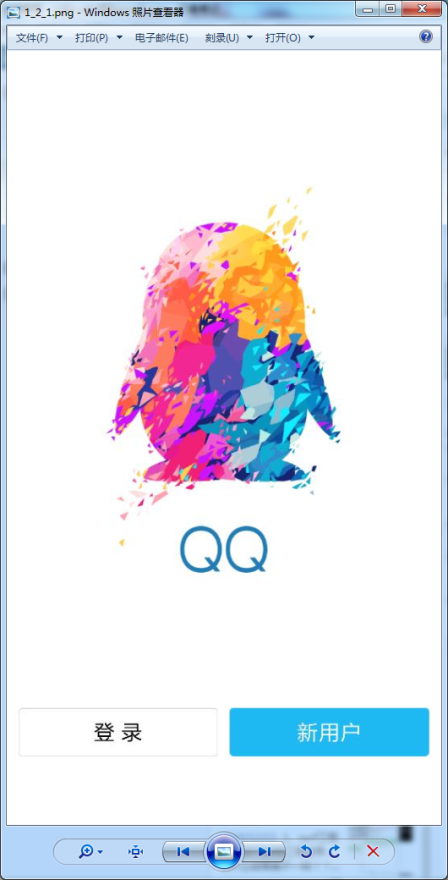 1_2_1.png - Windows 照片查看器
文件(F) 打印(P) 电子邮件(E) 刻录(U) 打开(O)
QQ
登 录 新用户